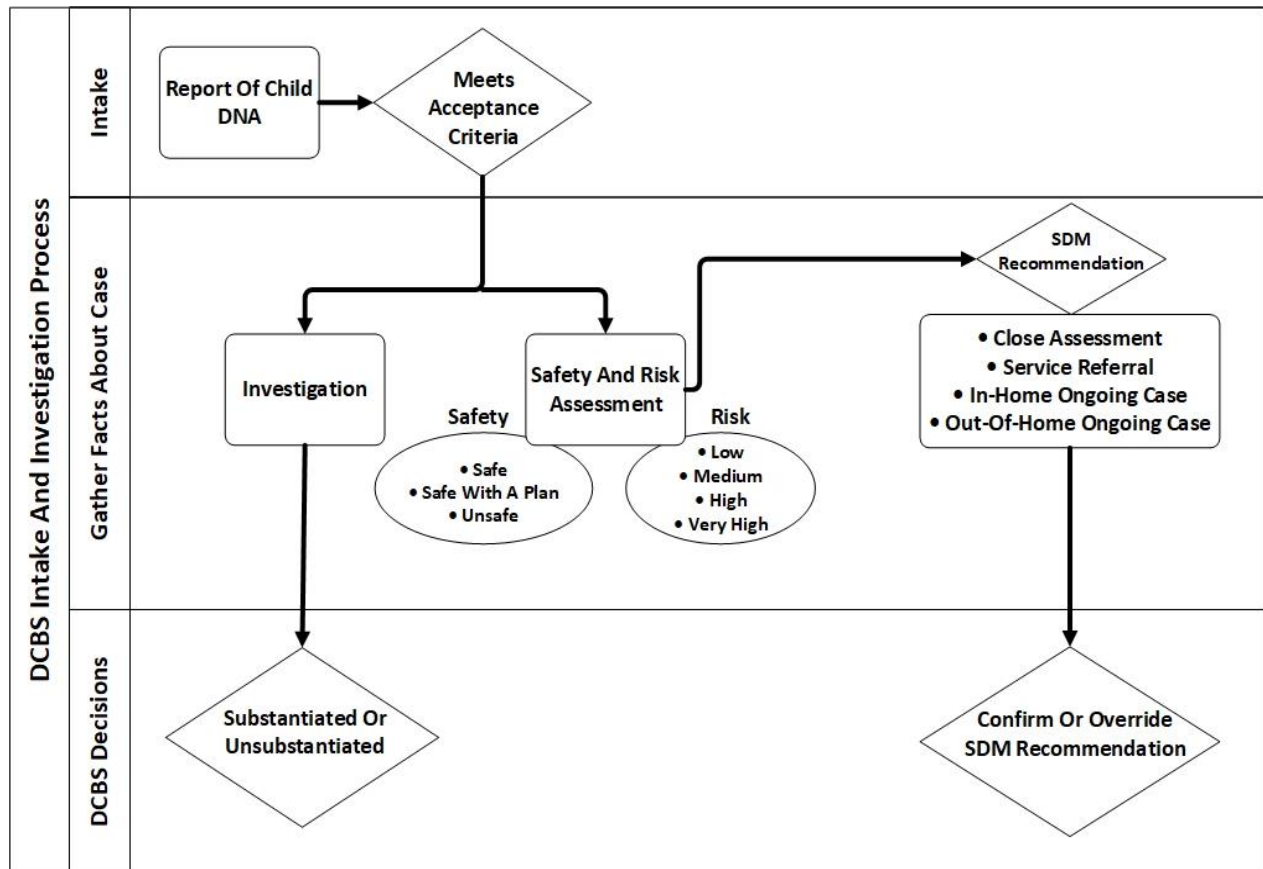 DCBS Intake And Investigation Process
Intake
Report Of Child
DNA
Meets
Acceptance
Criteria
Gather Facts About Case
SDM
Recommendation
Investigation
Safety And Risk
Assessment
• Close Assessment
• Service Referral
• In-Home Ongoing Case
• Out-Of-Home Ongoing Case
Safety
• Safe
• Safe With A Plan
• Unsafe
Risk
• Low
• Medium
• High
• Very High
DCBS Decisions
Substantiated Or
Unsubstantiated
Confirm Or Override
SDM Recommendation